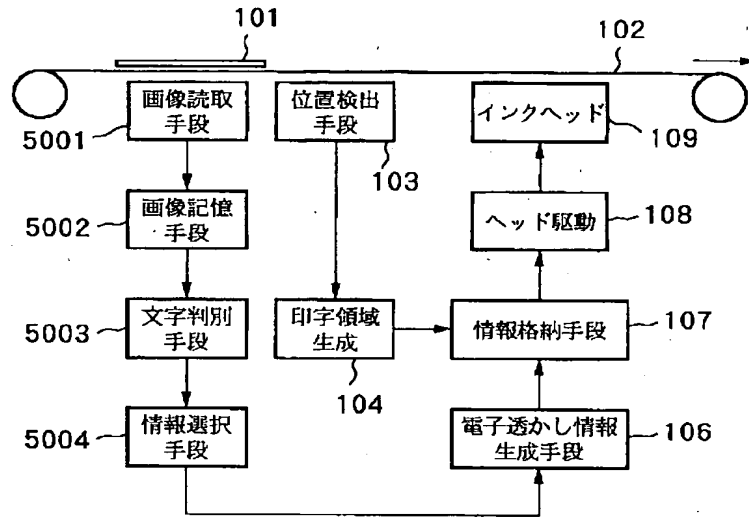 101
102
画像読取
手段
5001
位置検出
手段
103
インクヘッド
109
画像記憶
手段
5002
ヘッド駆動
108
文字判別
手段
5003
印字領域
生成
104
情報格納手段
107
情報選択
手段
5004
電子透かし情報
生成手段
106